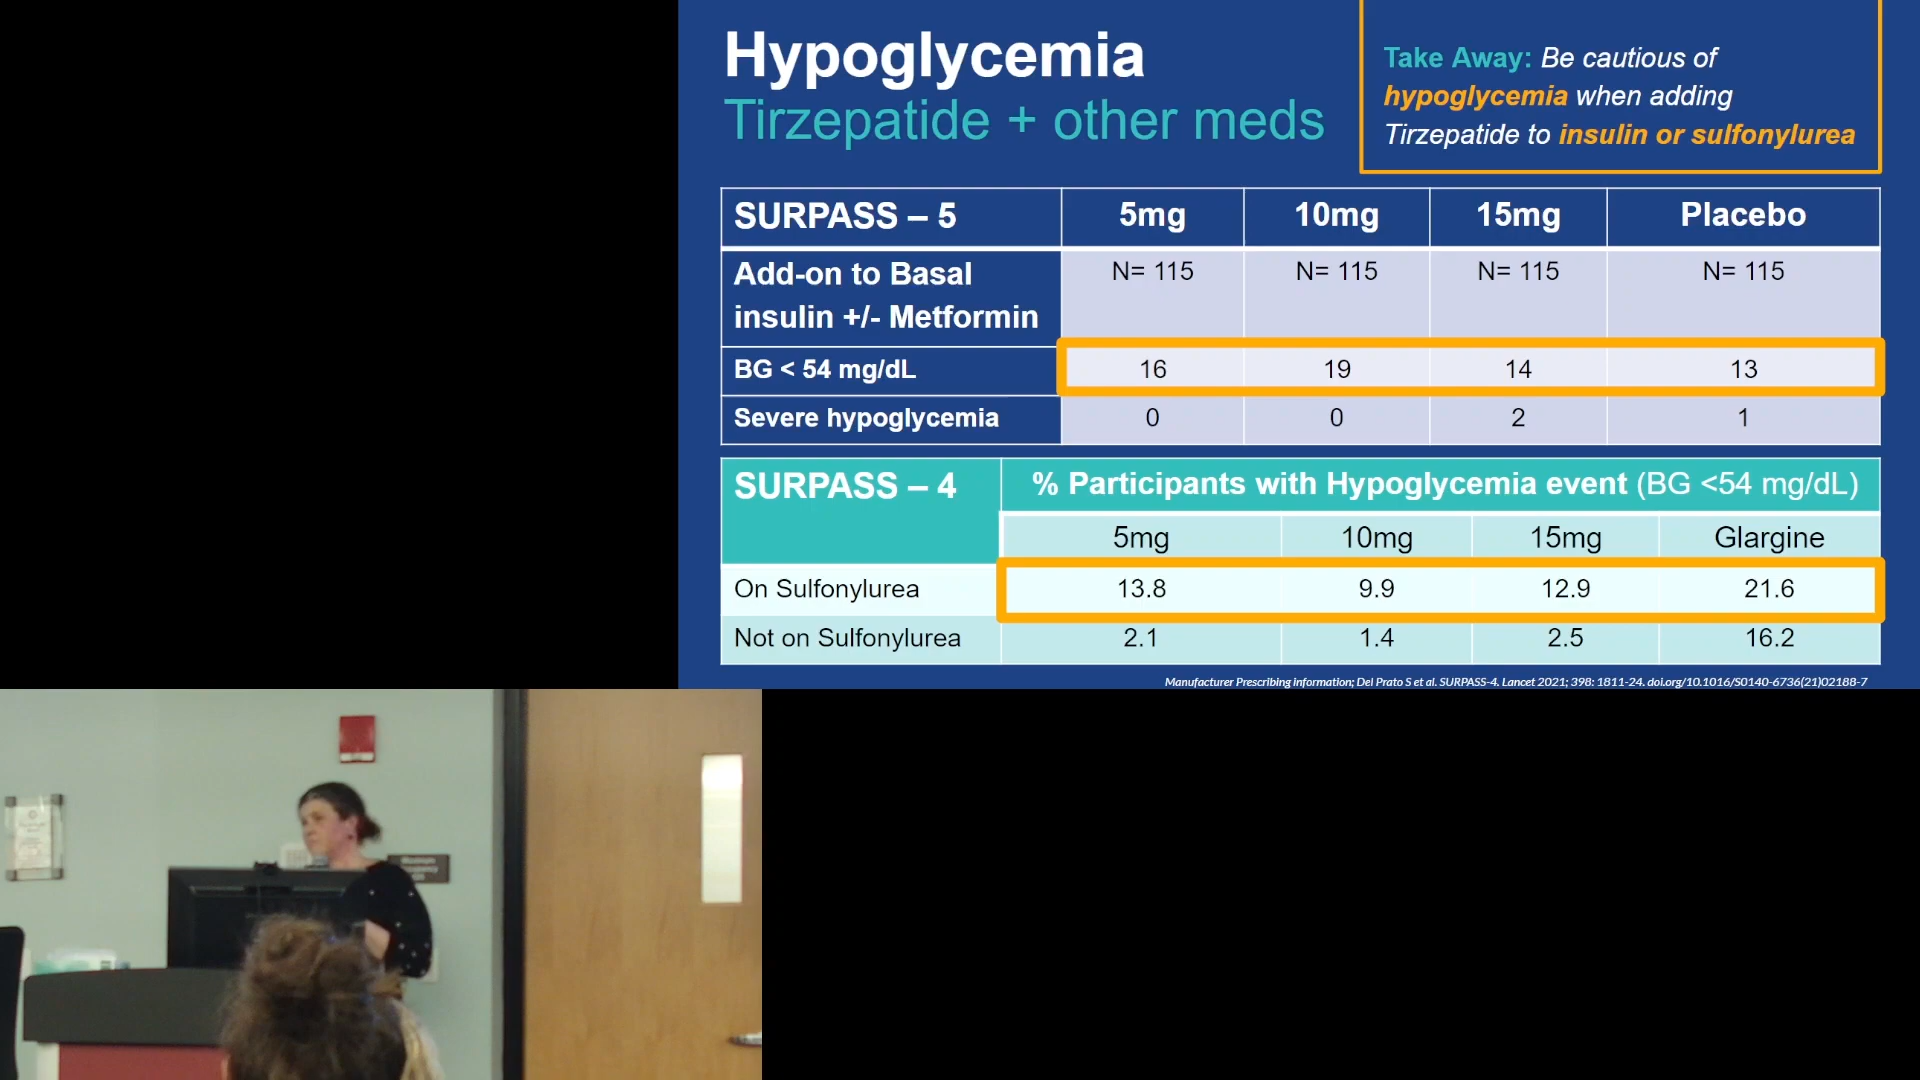 Hypoglycemia
Tirzepatide + other meds
Take Away: Be cautious of
hypoglycemia when adding
Tirzepatide to insulin or sulfonylurea
SURPASS – 5 5mg 10mg 15mg Placebo
Add-on to Basal
insulin +/- Metformin N= 115 N= 115 N= 115 N= 115
BG < 54 mg/dL 16 19 14 13
Severe hypoglycemia 0 0 2 1
SURPASS – 4 % Participants with Hypoglycemia event (BG <54 mg/dL)
5mg 10mg 15mg Glargine
On Sulfonylurea 13.8 9.9 12.9 21.6
Not on Sulfonylurea 2.1 1.4 2.5 16.2
Manufacturer Prescribing information; Del Prato S et al. SURPASS-4. Lancet 2021; 398: 1811-24. doi.org/10.1016/S0140-6736(21)02188-7